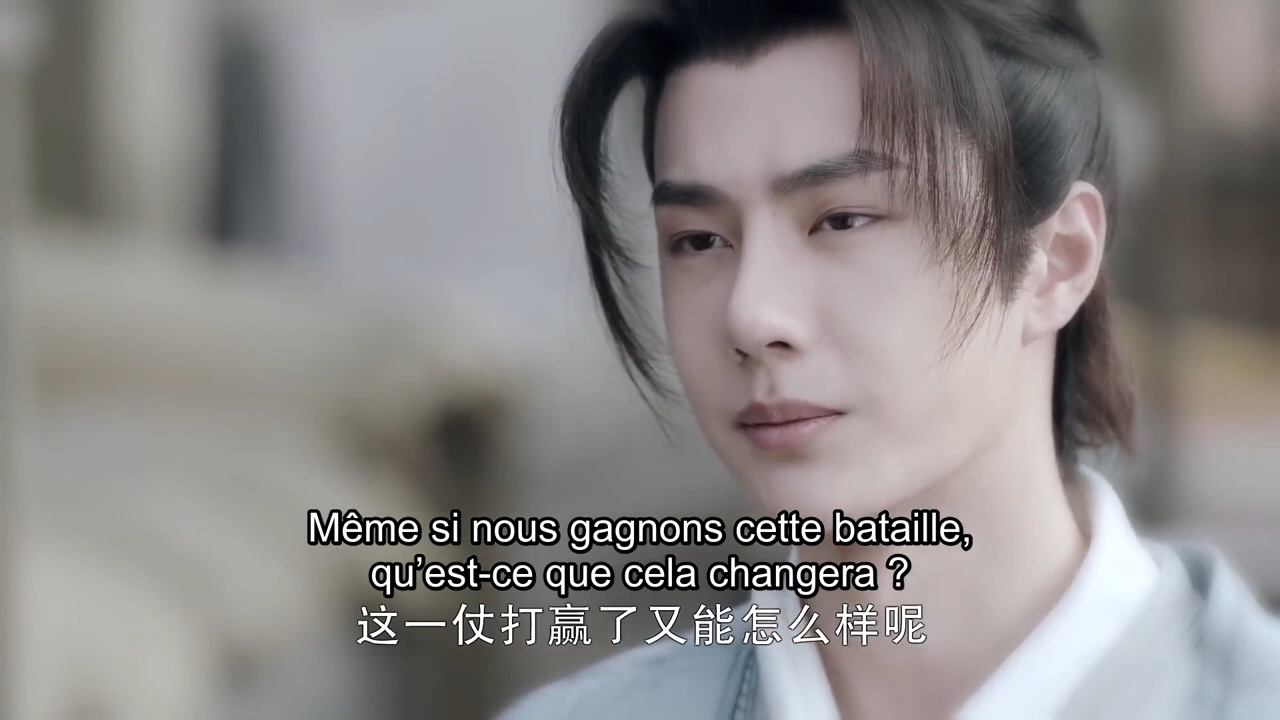 Même si nous gagnons cette bataille,
qu’est-ce que cela changera ?
这一仗打赢了又能怎么样呢